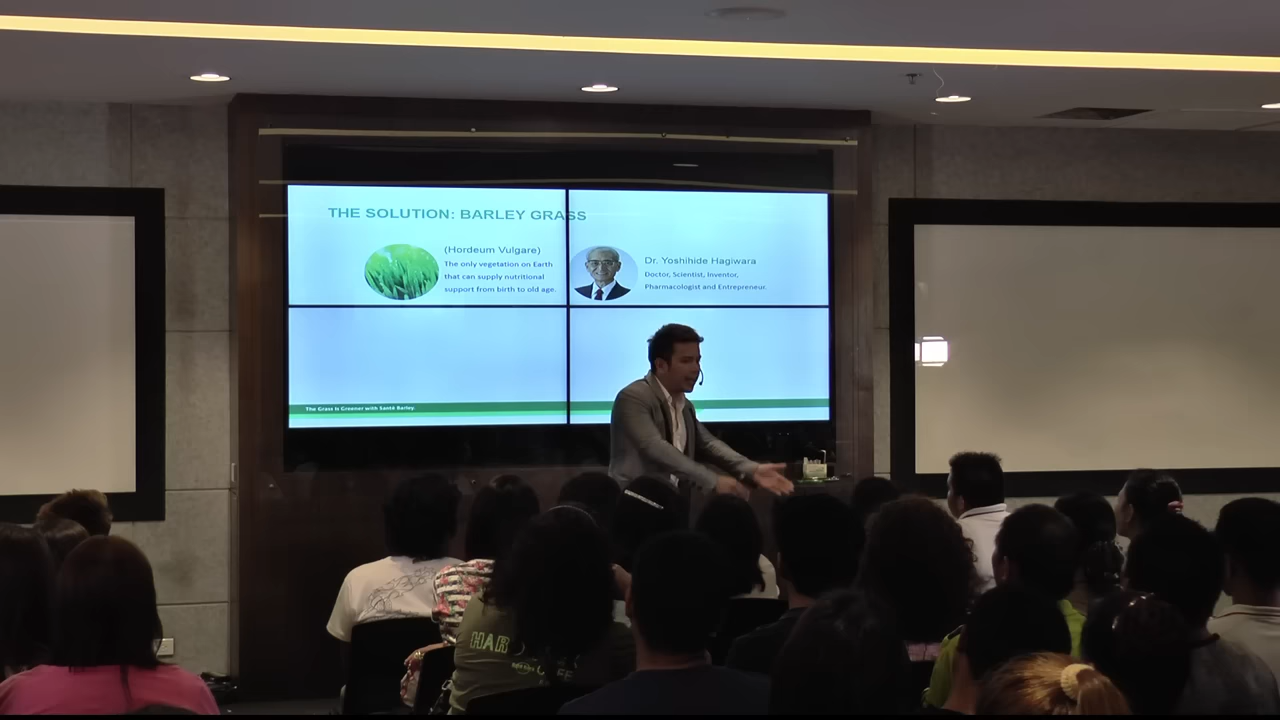 THE SOLUTION: BARLEY GRASS
(Hordeum Vulgare)
The only vegetation on Earth
that can supply nutritional
support from birth to old age.
Dr. Yoshihide Hagiwara
Doctor, Scientist, Inventor,
Pharmacologist and Entrepreneur.
The Grass Is Greener with Santé Barley.
HAR